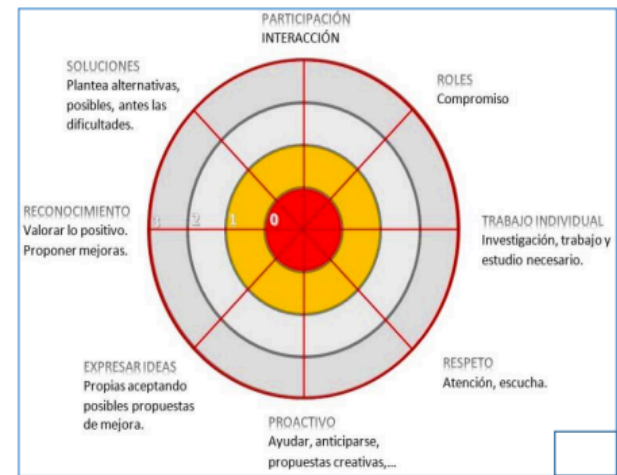 PARTICIPACIÓN
INTERACCIÓN
SOLUCIONES
Plantea alternativas,
posibles, antes las
dificultades.
ROLES
Compromiso
RECONOCIMIENTO
Valorar lo positivo.
Proponer mejoras.
3 2 1 0
TRABAJO INDIVIDUAL
Investigación, trabajo y
estudio necesario.
EXPRESAR IDEAS
Propias aceptando
posibles propuestas
de mejora.
RESPETO
Atención, escucha.
PROACTIVO
Ayudar, anticiparse,
propuestas creativas,...